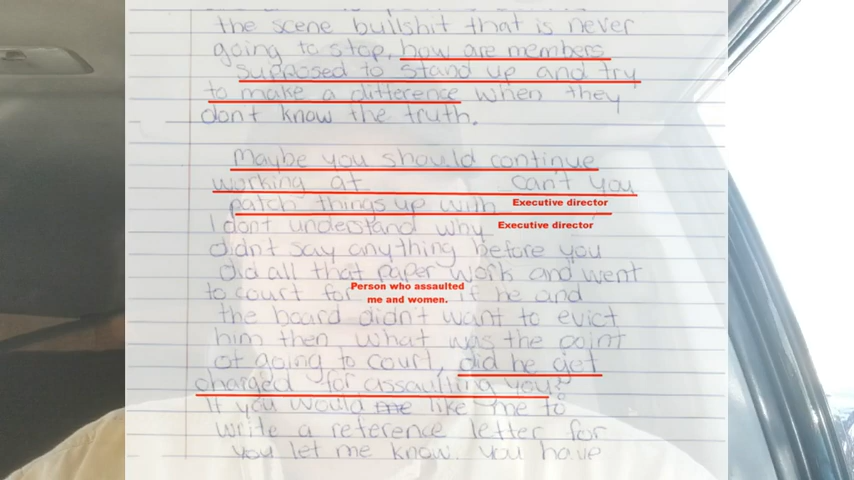 the scene bullshit that is never
going to stop, how are members
supposed to stand up and try
to make a difference when they
don't know the truth.
Maybe you should continue
working at can't you
patch things up with Executive director
I dont understand why Executive director
didn't say anything before you
did all that paper work and went
to court for Person who assaulted me and women. if he and
the board didn't want to evict
him then what was the point
of going to court, did he get
charged for assaulting you?
If you would me like me to
write a reference letter for
you let me know. you have